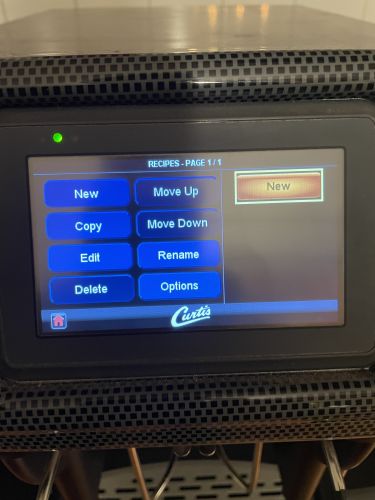 RECIPES - PAGE 1 / 1
New
Move Up
New
Copy
Move Down
Edit
Rename
Delete
Options
Curtis